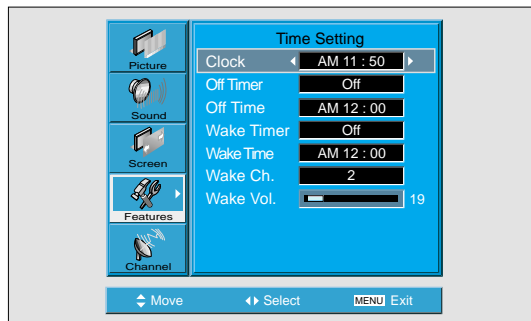 Time Setting
Picture
Sound
Screen
Features
Channel
Clock AM 11 : 50
Off Timer Off
Off Time AM 12 : 00
Wake Timer Off
Wake Time AM 12 : 00
Wake Ch. 2
Wake Vol. 19
Move Select MENU Exit